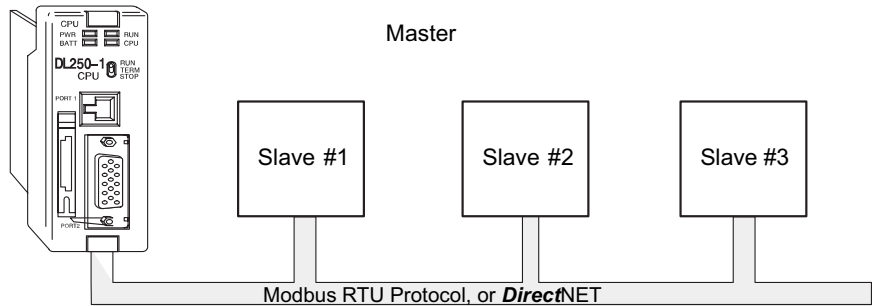 CPU
PWR RUN
BATT CPU
DL250-1 RUN
TERM
CPU STOP
PORT 1
PORT2
Master
Slave #1
Slave #2
Slave #3
Modbus RTU Protocol, or DirectNET